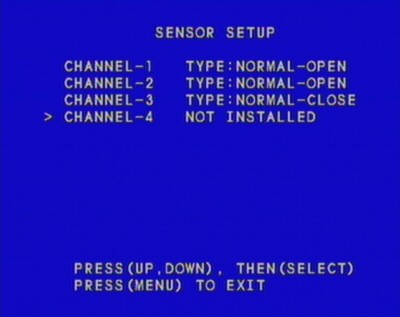 SENSOR SETUP
CHANNEL-1 TYPE:NORMAL-OPEN
CHANNEL-2 TYPE:NORMAL-OPEN
CHANNEL-3 TYPE:NORMAL-CLOSE
> CHANNEL-4 NOT INSTALLED
PRESS(UP,DOWN), THEN(SELECT)
PRESS(MENU) TO EXIT